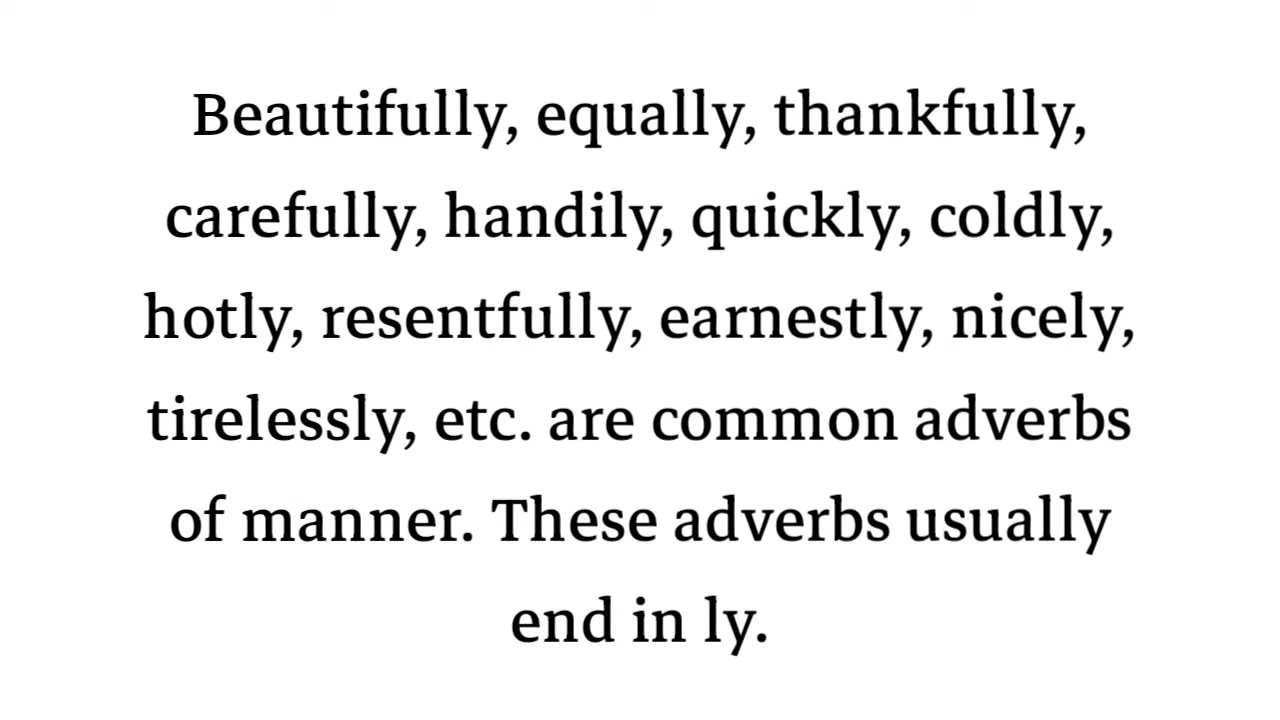 Beautifully, equally, thankfully,
carefully, handily, quickly, coldly,
hotly, resentfully, earnestly, nicely,
tirelessly, etc. are common adverbs
of manner. These adverbs usually
end in ly.